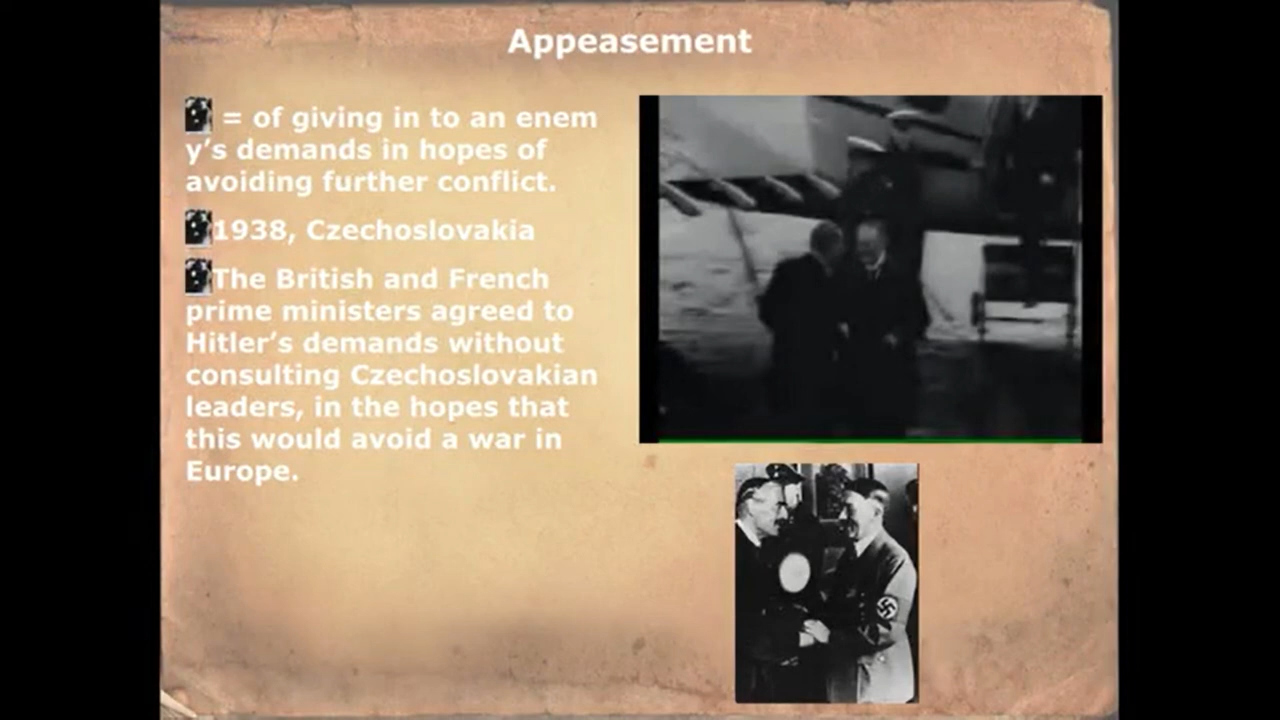 Appeasement
= of giving in to an enem
y's demands in hopes of
avoiding further conflict.
1938, Czechoslovakia
The British and French
prime ministers agreed to
Hitler's demands without
consulting Czechoslovakian
leaders, in the hopes that
this would avoid a war in
Europe.